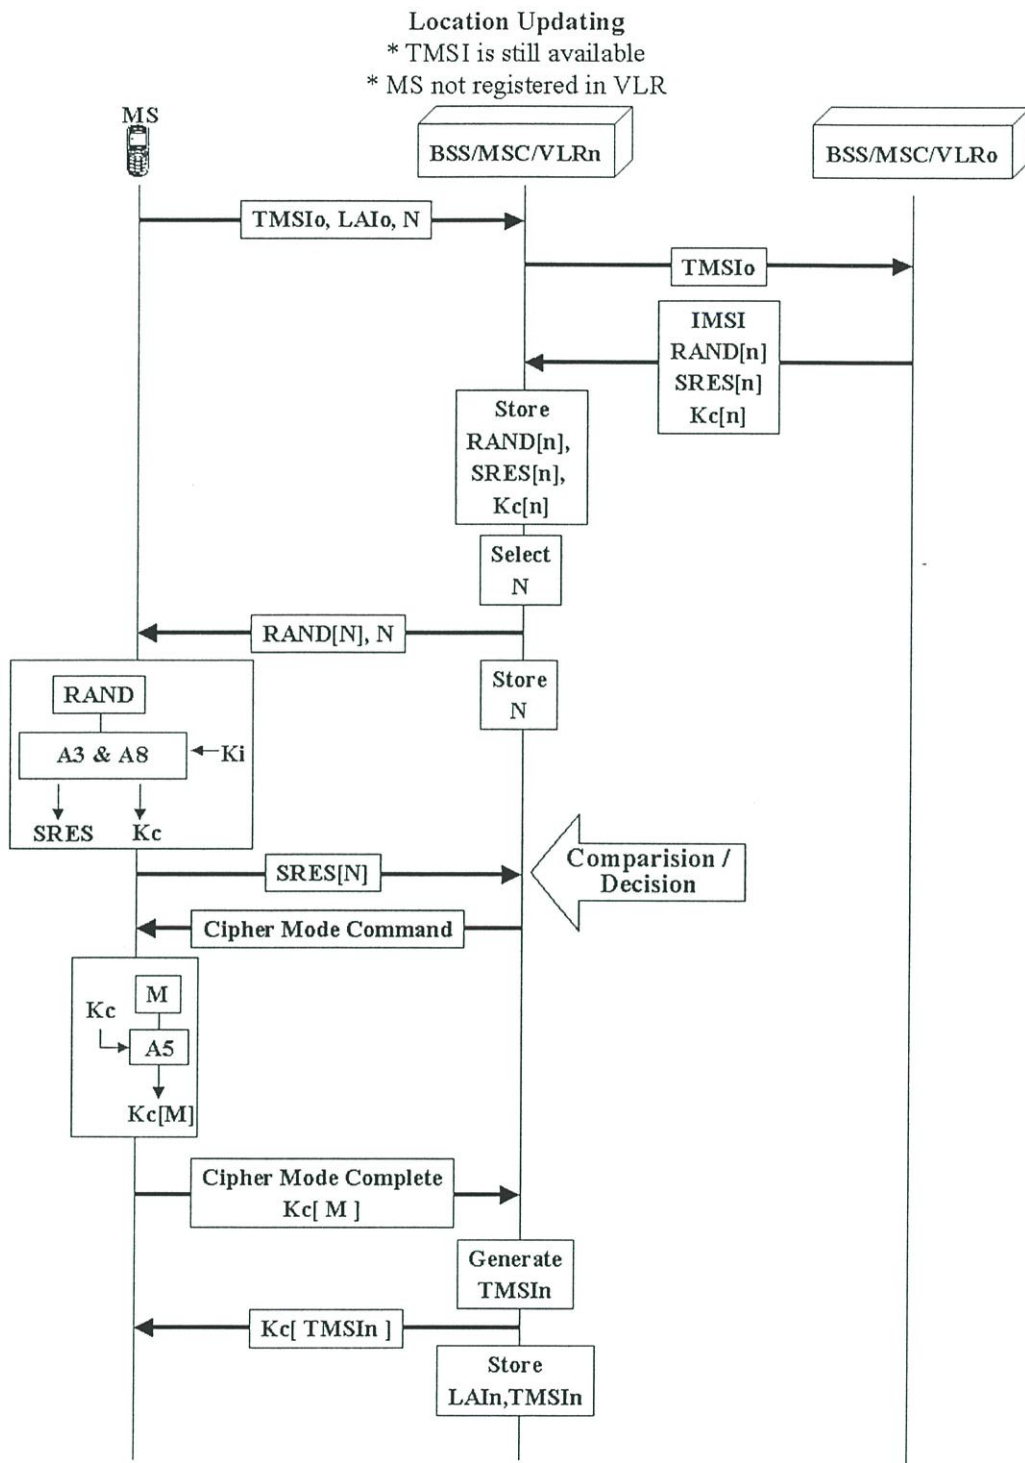 Location Updating
* TMSI is still available
* MS not registered in VLR
MS
BSS/MSC/VLRn
BSS/MSC/VLRo
TMSIo, LAIo, N
TMSIo
IMSI
RAND[n]
SRES[n]
Kc[n]
Store
RAND[n],
SRES[n],
Kc[n]
Select
N
RAND[N], N
Store
N
RAND
A3 & A8
Ki
SRES
Kc
SRES[N]
Comparision /
Decision
Cipher Mode Command
M
Kc
A5
Kc[M]
Cipher Mode Complete
Kc[ M ]
Generate
TMSIn
Kc[ TMSIn ]
Store
LAIn,TMSIn